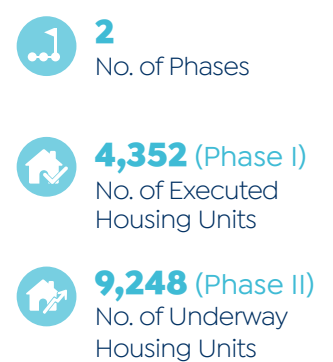 2
No. of Phases
4,352 (Phase I)
No. of Executed
Housing Units
9,248 (Phase II)
No. of Underway
Housing Units